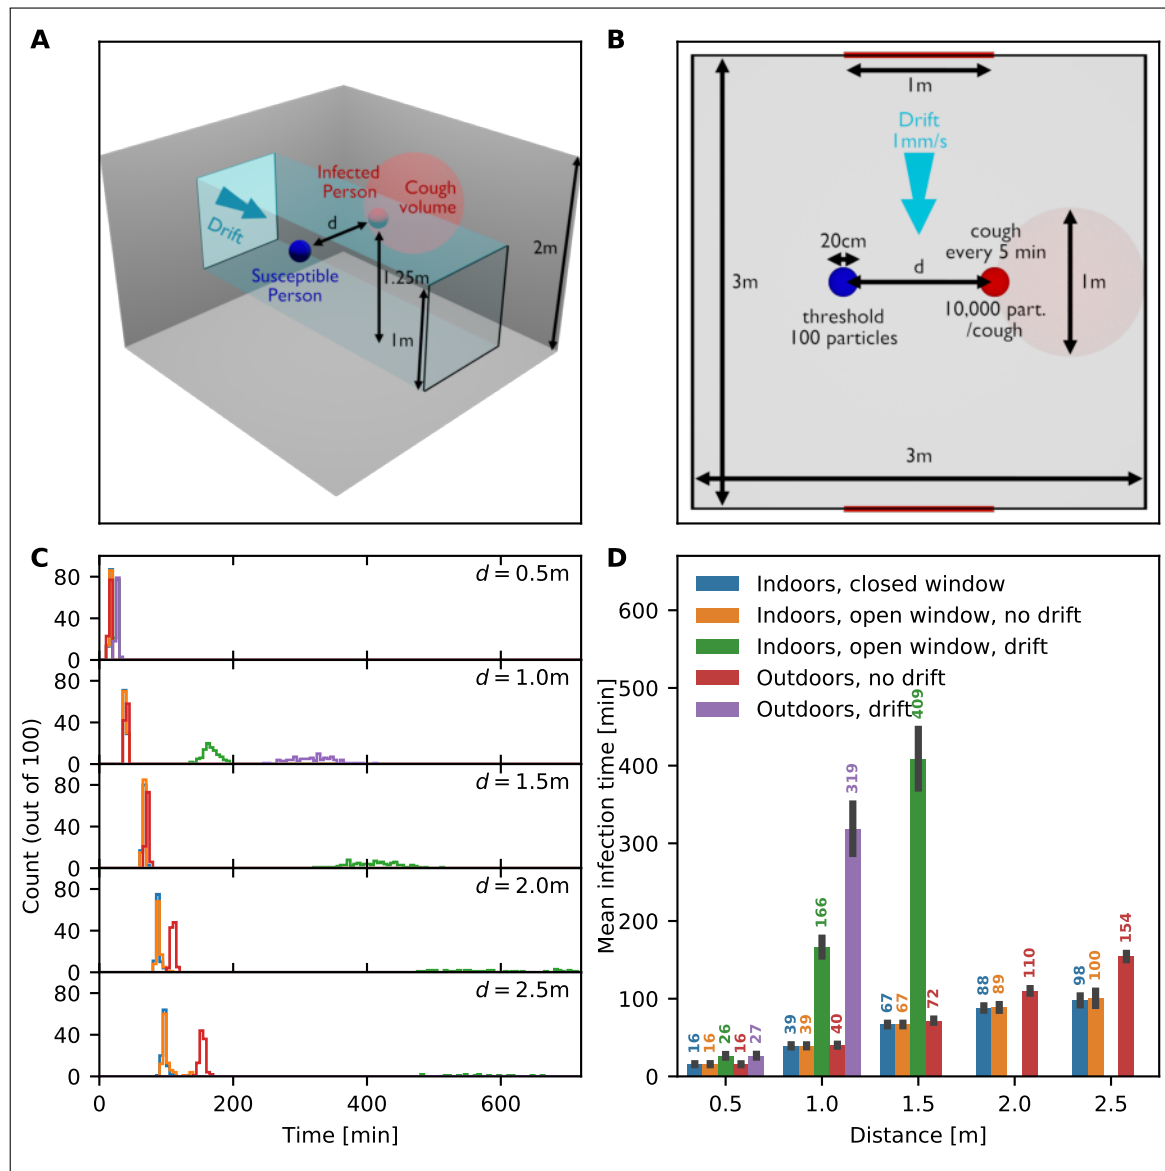 A
Infected
Person
Cough
volume
d
Drift
Susceptible
Person
1.25m
1m
2m
B
1m
Drift
1mm/s
20cm
cough
every 5 min
d
3m
1m
threshold
100 particles
10,000 part.
/cough
3m
C
d = 0.5m
80
40
0
d = 1.0m
80
40
0
d = 1.5m
80
40
0
d = 2.0m
80
40
0
d = 2.5m
80
40
0
0 200 400 600
Time [min]
Count (out of 100)
D
Indoors, closed window
Indoors, open window, no drift
Indoors, open window, drift
Outdoors, no drift
Outdoors, drift
Mean infection time [min]
600
500
400
300
200
100
0
16 16 26 16 27
39 39 166 40 319
67 67 409 72
88 89 110
98 100 154
0.5 1.0 1.5 2.0 2.5
Distance [m]